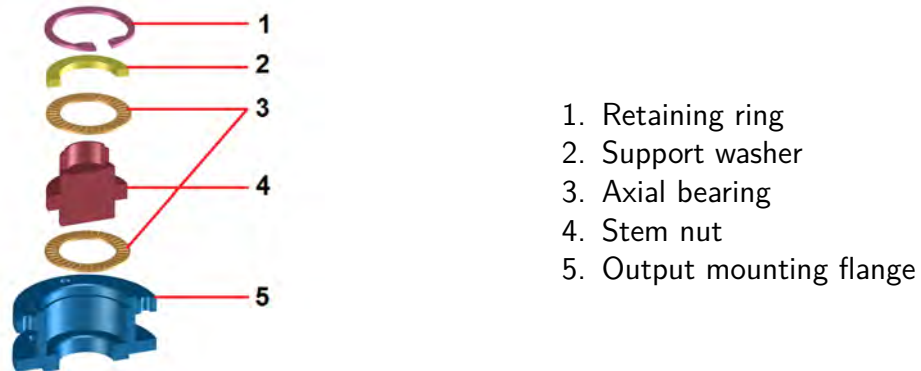 1
2
3
4
5
1. Retaining ring
2. Support washer
3. Axial bearing
4. Stem nut
5. Output mounting flange